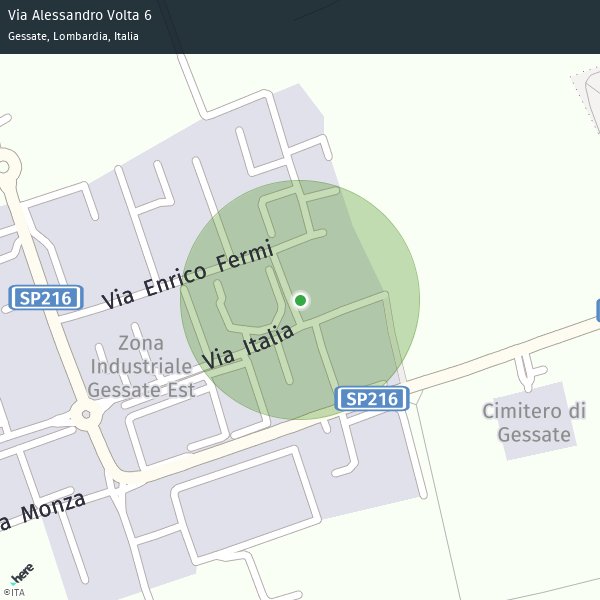 Via Alessandro Volta 6
Gessate, Lombardia, Italia
Via Enrico Fermi
SP216
Via Italia
Zona
Industriale
Gessate Est
SP216
Cimitero di
Gessate
a Monza
here
©ITA